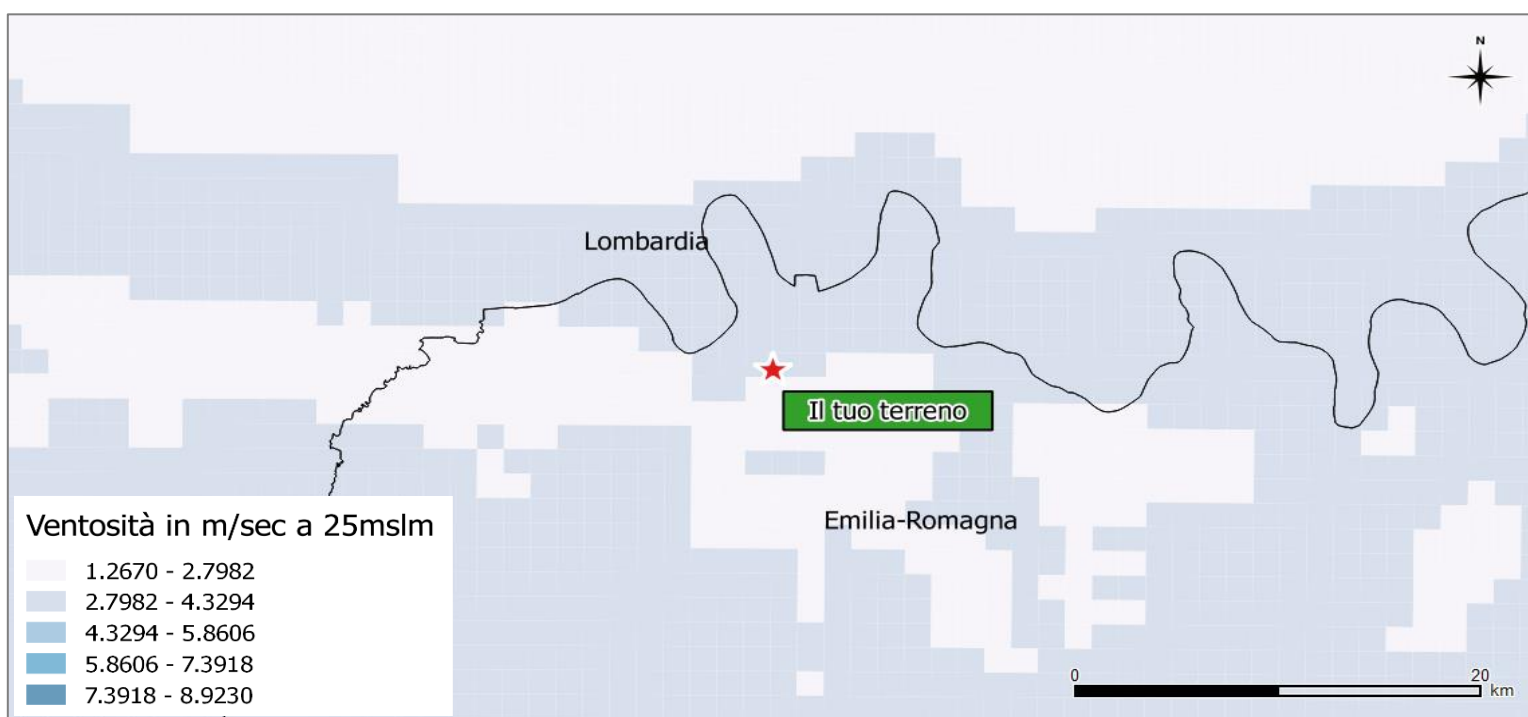 N
Lombardia
Il tuo terreno
Emilia-Romagna
Ventosità in m/sec a 25mslm
1.2670 - 2.7982
2.7982 - 4.3294
4.3294 - 5.8606
5.8606 - 7.3918
7.3918 - 8.9230
0 20
km